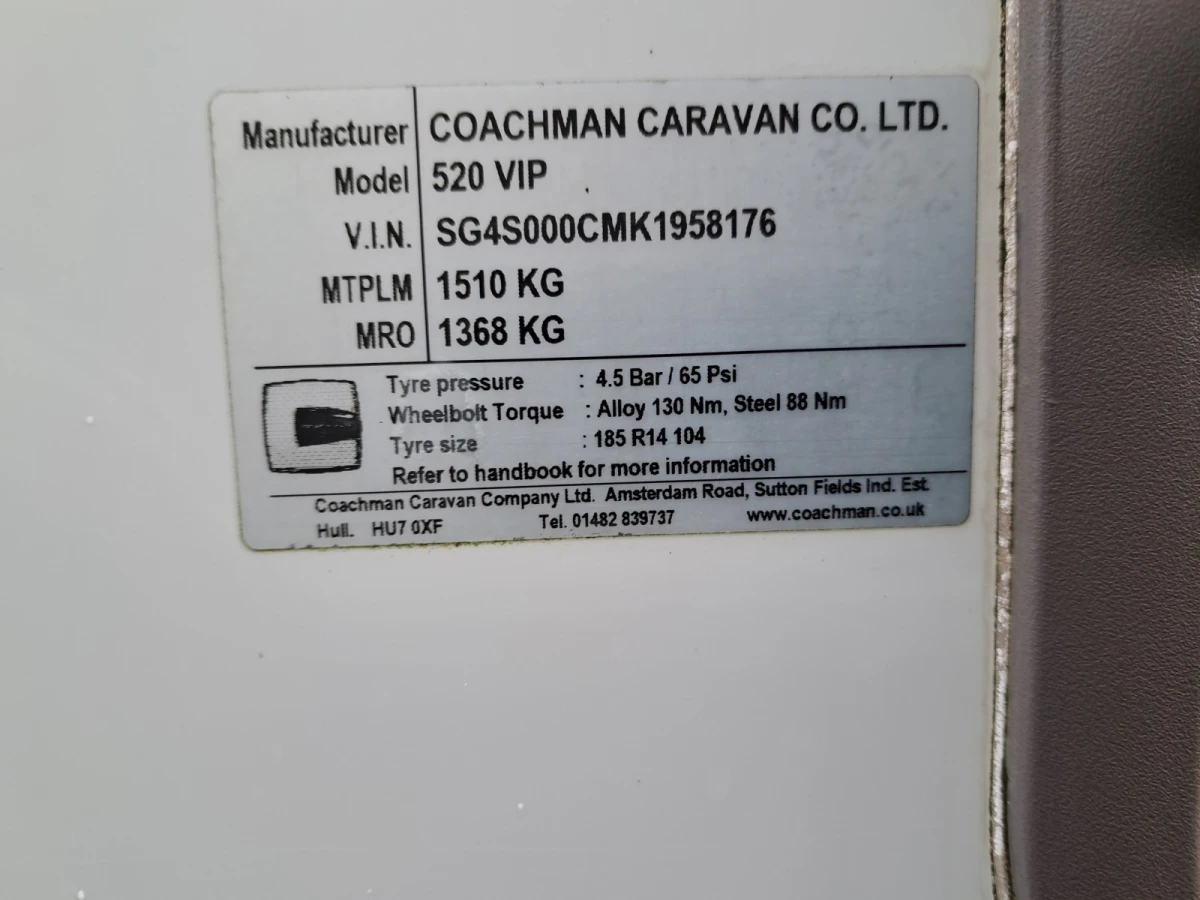 Manufacturer COACHMAN CARAVAN CO. LTD.
Model 520 VIP
V.I.N. SG4S000CMK1958176
MTPLM 1510 KG
MRO 1368 KG
Tyre pressure : 4.5 Bar / 65 Psi
Wheelbolt Torque : Alloy 130 Nm, Steel 88 Nm
Tyre size : 185 R14 104
Refer to handbook for more information
Coachman Caravan Company Ltd. Amsterdam Road, Sutton Fields Ind. Est.
Hull. HU7 0XF Tel. 01482 839737 www.coachman.co.uk